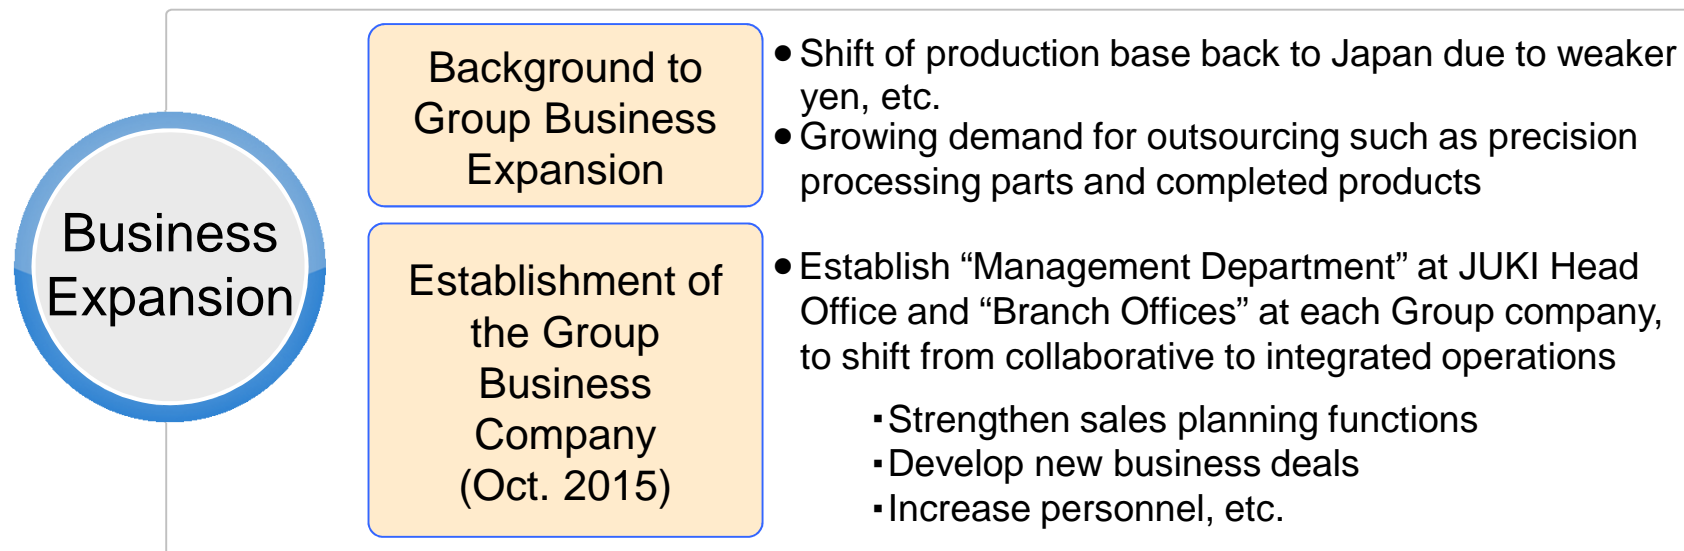 Business
Expansion
Background to
Group Business
Expansion
● Shift of production base back to Japan due to weaker
yen, etc.
● Growing demand for outsourcing such as precision
processing parts and completed products
Establishment of
the Group
Business
Company
(Oct. 2015)
● Establish “Management Department” at JUKI Head
Office and “Branch Offices” at each Group company,
to shift from collaborative to integrated operations
▪Strengthen sales planning functions
▪Develop new business deals
▪Increase personnel, etc.